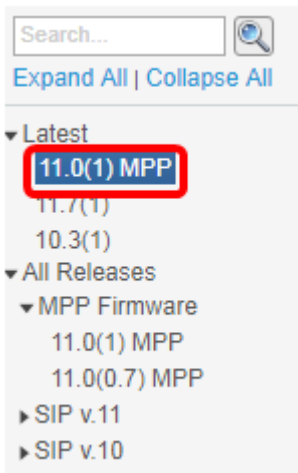 Search...
Expand All | Collapse All
Latest
11.0(1) MPP
11.7(1)
10.3(1)
All Releases
MPP Firmware
11.0(1) MPP
11.0(0.7) MPP
SIP v.11
SIP v.10